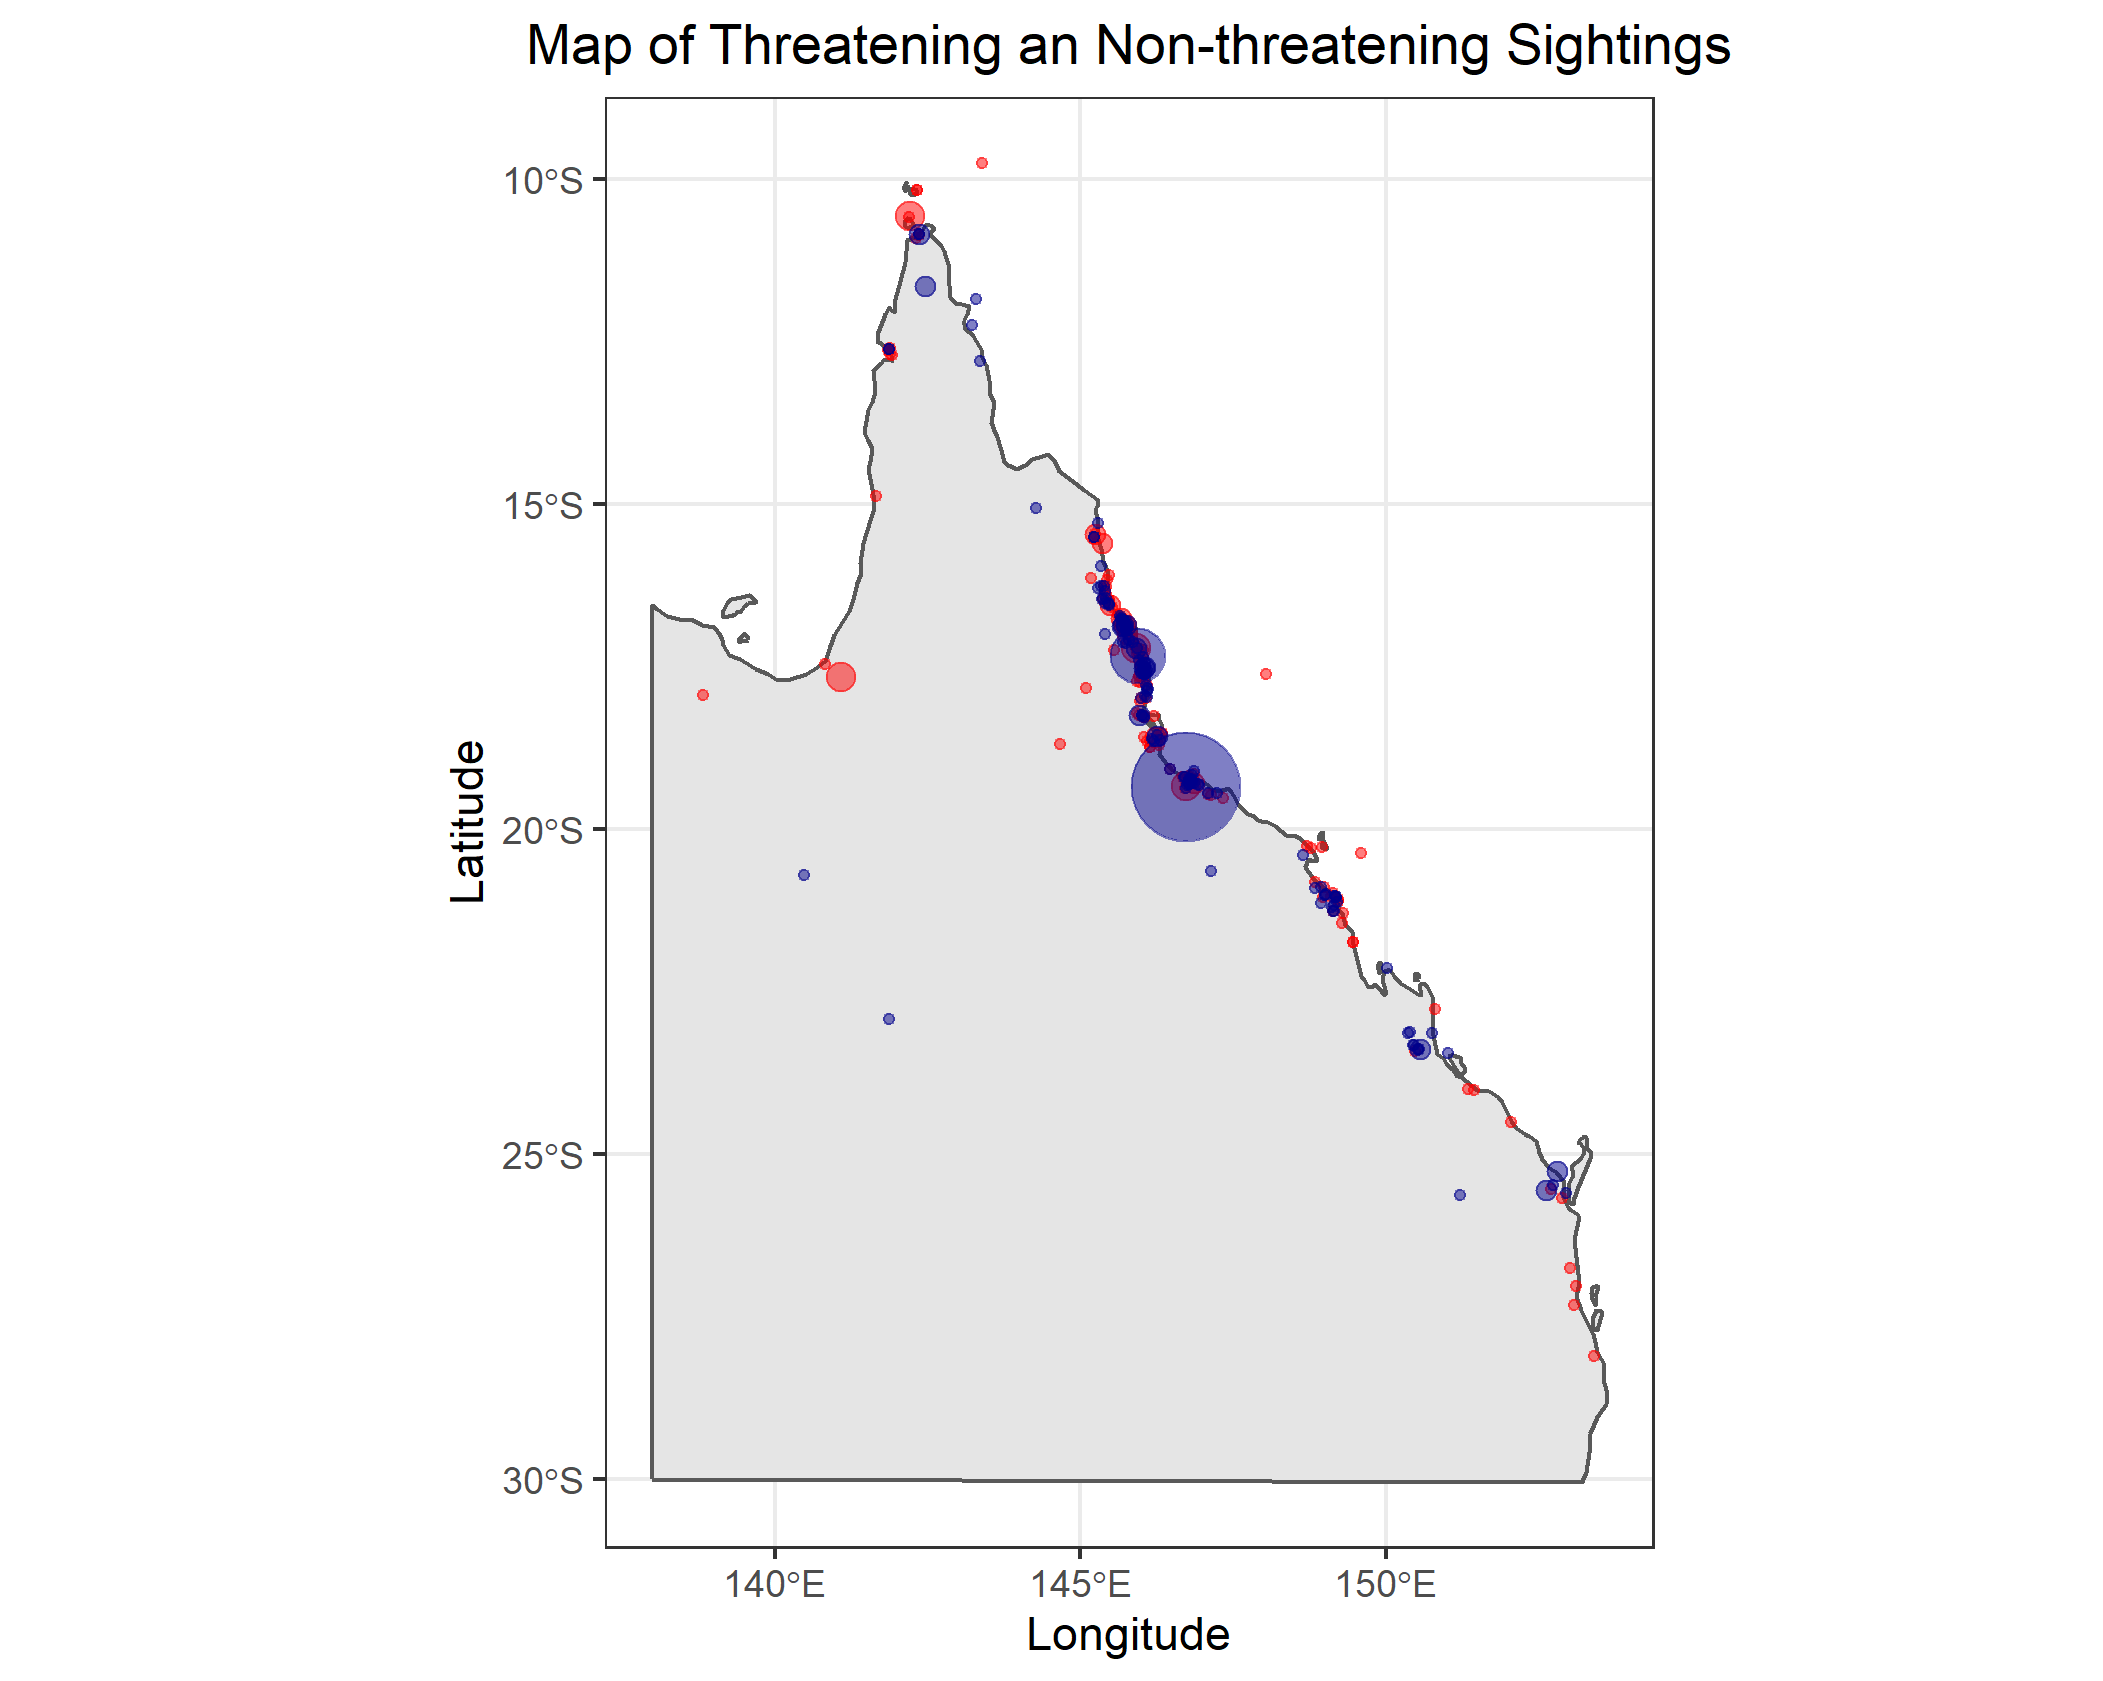 Map of Threatening an Non-threatening Sightings
10°S
15°S
20°S
25°S
30°S
Latitude
140°E
145°E
150°E
Longitude